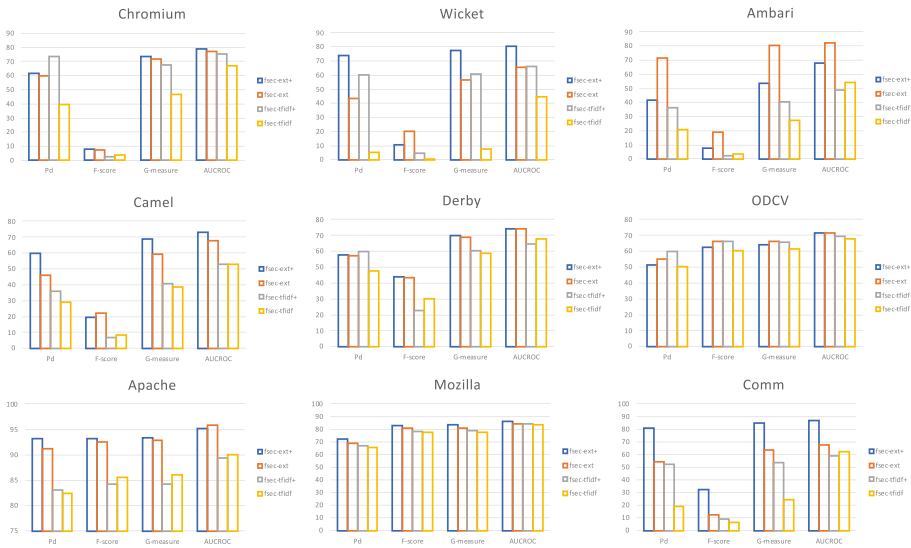 Chromium
90
80
70
60
50
40
30
20
10
0
Pd F-score G-measure AUCROC
fsec-ext+
fsec-ext
fsec-tfidf+
fsec-tfidf
Wicket
90
80
70
60
50
40
30
20
10
0
Pd F-score G-measure AUCROC
fsec-ext+
fsec-ext
fsec-tfidf+
fsec-tfidf
Ambari
90
80
70
60
50
40
30
20
10
0
Pd F-score G-measure AUCROC
fsec-ext+
fsec-ext
fsec-tfidf+
fsec-tfidf
Camel
80
70
60
50
40
30
20
10
0
Pd F-score G-measure AUCROC
fsec-ext+
fsec-ext
fsec-tfidf+
fsec-tfidf
Derby
80
70
60
50
40
30
20
10
0
Pd F-score G-measure AUCROC
fsec-ext+
fsec-ext
fsec-tfidf+
fsec-tfidf
ODCV
80
70
60
50
40
30
20
10
0
Pd F-score G-measure AUCROC
fsec-ext+
fsec-ext
fsec-tfidf+
fsec-tfidf
Apache
100
95
90
85
80
75
Pd F-score G-measure AUCROC
fsec-ext+
fsec-ext
fsec-tfidf+
fsec-tfidf
Mozilla
100
90
80
70
60
50
40
30
20
10
0
Pd F-score G-measure AUCROC
fsec-ext+
fsec-ext
fsec-tfidf+
fsec-tfidf
Comm
100
90
80
70
60
50
40
30
20
10
0
Pd F-score G-measure AUCROC
fsec-ext+
fsec-ext
fsec-tfidf+
fsec-tfidf